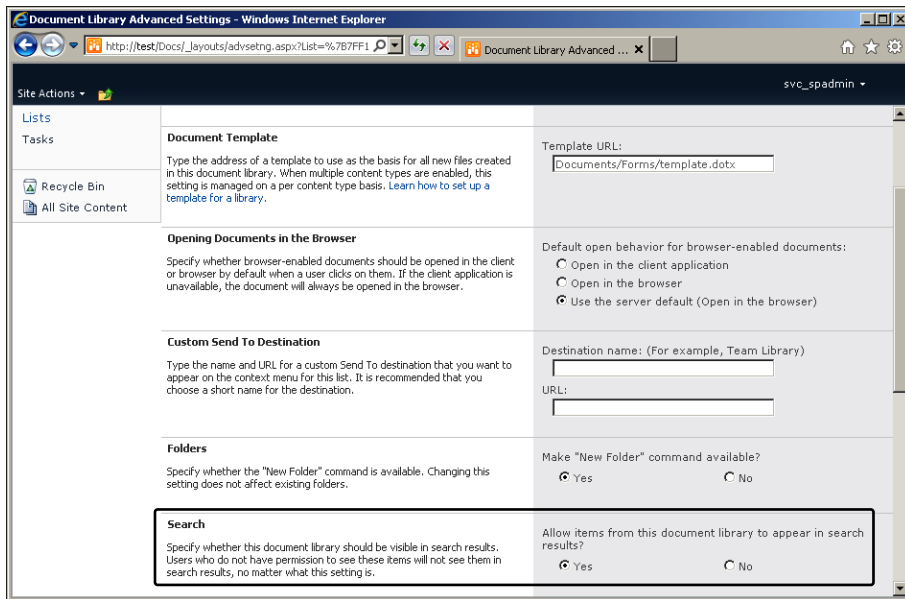 Document Library Advanced Settings - Windows Internet Explorer
http://test/Docs/_layouts/advsetng.aspx?List=%7B7FF1
Document Library Advanced ...
Site Actions
svc_spadmin
Lists
Tasks
Recycle Bin
All Site Content
Document Template
Type the address of a template to use as the basis for all new files created
in this document library. When multiple content types are enabled, this
setting is managed on a per content type basis. Learn how to set up a
template for a library.
Template URL:
Documents/Forms/template.dotx
Opening Documents in the Browser
Specify whether browser-enabled documents should be opened in the client
or browser by default when a user clicks on them. If the client application is
unavailable, the document will always be opened in the browser.
Default open behavior for browser-enabled documents:
Open in the client application
Open in the browser
Use the server default (Open in the browser)
Custom Send To Destination
Type the name and URL for a custom Send To destination that you want to
appear on the context menu for this list. It is recommended that you
choose a short name for the destination.
Destination name: (For example, Team Library)
URL:
Folders
Specify whether the "New Folder" command is available. Changing this
setting does not affect existing folders.
Make "New Folder" command available?
Yes
No
Search
Specify whether this document library should be visible in search results.
Users who do not have permission to see these items will not see them in
search results, no matter what this setting is.
Allow items from this document library to appear in search
results?
Yes
No